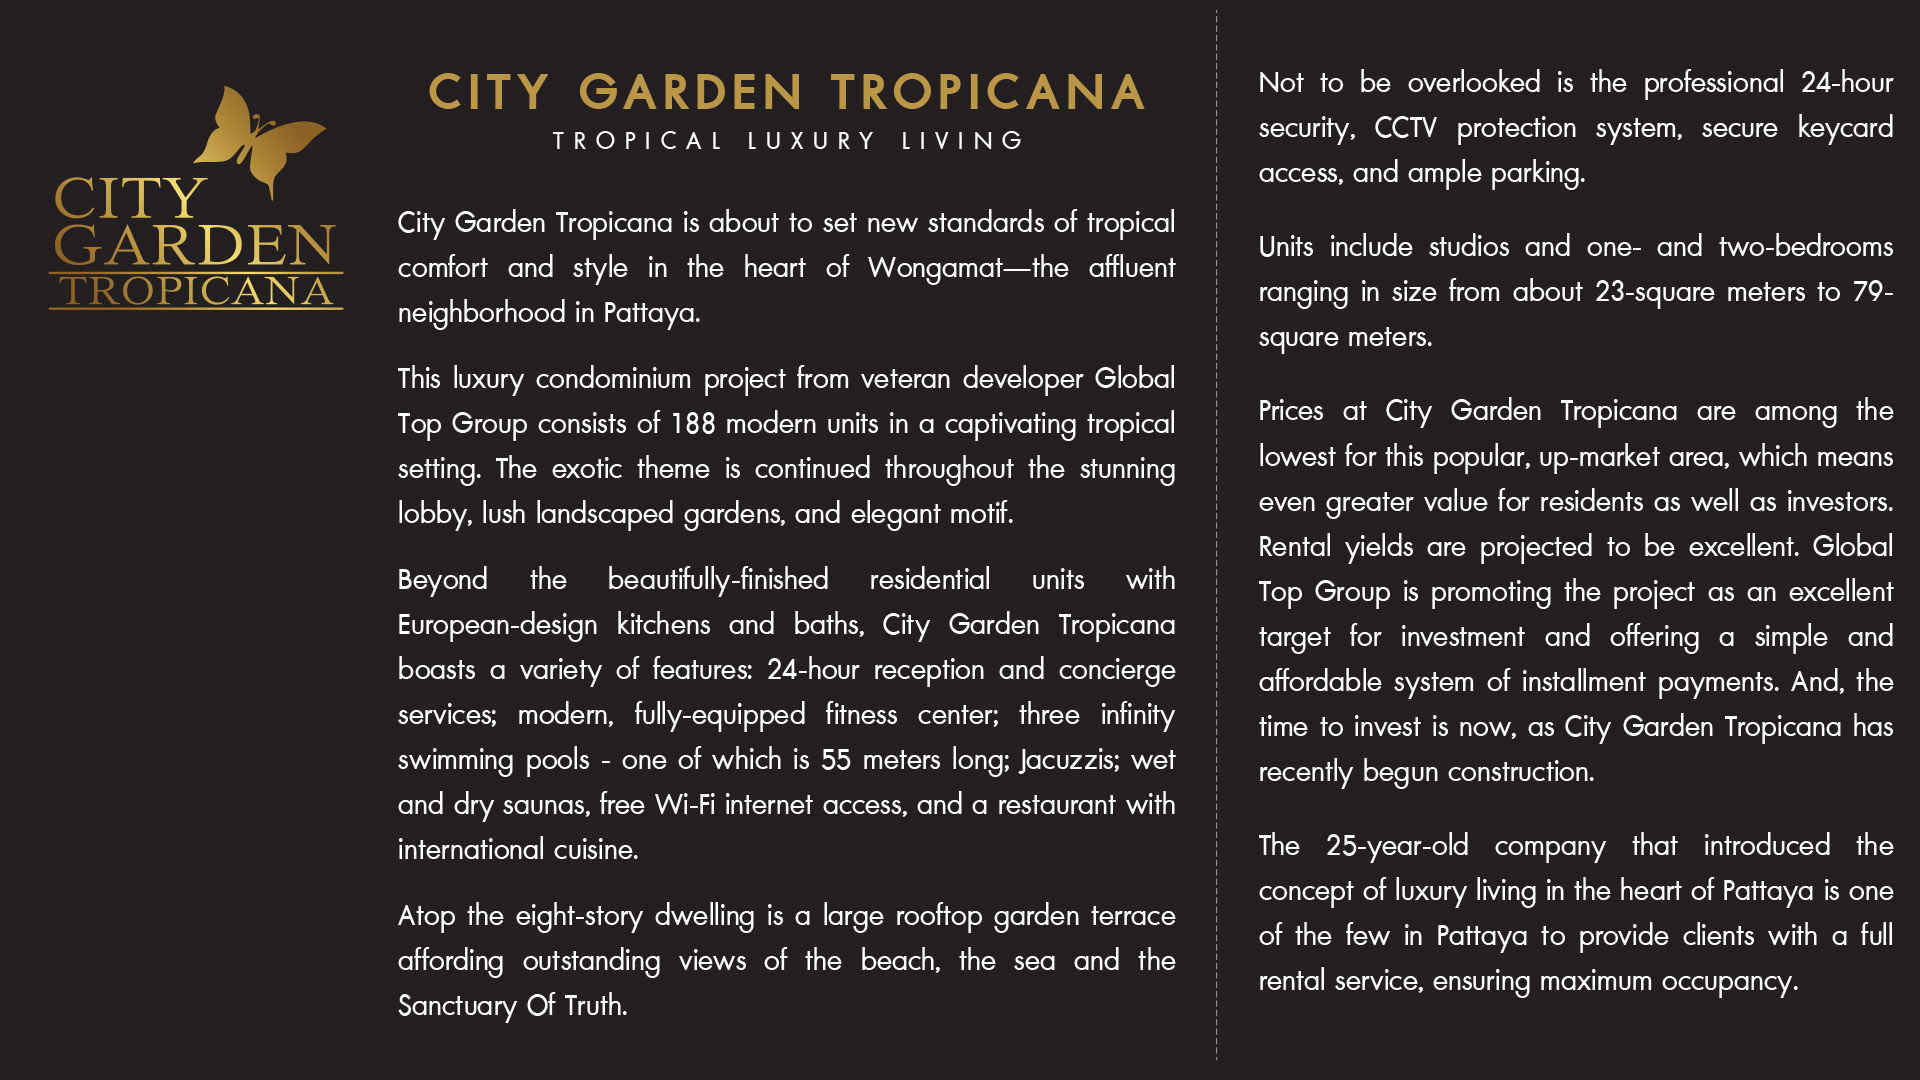 CITY
GARDEN
TROPICANA
CITY GARDEN TROPICANA
TROPICAL LUXURY LIVING
City Garden Tropicana is about to set new standards of tropical
comfort and style in the heart of Wongamat—the affluent
neighborhood in Pattaya.
This luxury condominium project from veteran developer Global
Top Group consists of 188 modern units in a captivating tropical
setting. The exotic theme is continued throughout the stunning
lobby, lush landscaped gardens, and elegant motif.
Beyond the beautifully-finished residential units with
European-design kitchens and baths, City Garden Tropicana
boasts a variety of features: 24-hour reception and concierge
services; modern, fully-equipped fitness center; three infinity
swimming pools - one of which is 55 meters long; Jacuzzis; wet
and dry saunas, free Wi-Fi internet access, and a restaurant with
international cuisine.
Atop the eight-story dwelling is a large rooftop garden terrace
affording outstanding views of the beach, the sea and the
Sanctuary Of Truth.
Not to be overlooked is the professional 24-hour
security, CCTV protection system, secure keycard
access, and ample parking.
Units include studios and one- and two-bedrooms
ranging in size from about 23-square meters to 79-
square meters.
Prices at City Garden Tropicana are among the
lowest for this popular, up-market area, which means
even greater value for residents as well as investors.
Rental yields are projected to be excellent. Global
Top Group is promoting the project as an excellent
target for investment and offering a simple and
affordable system of installment payments. And, the
time to invest is now, as City Garden Tropicana has
recently begun construction.
The 25-year-old company that introduced the
concept of luxury living in the heart of Pattaya is one
of the few in Pattaya to provide clients with a full
rental service, ensuring maximum occupancy.